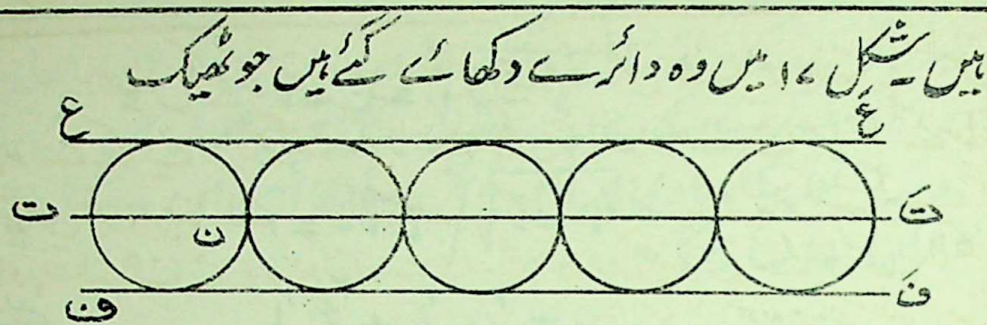 ہیں۔ شکل ۱۷ میں وہ دائرے دکھائے گئے ہیں جو ٹھیک
عَ ع
تَ ت
ن
فَ ف